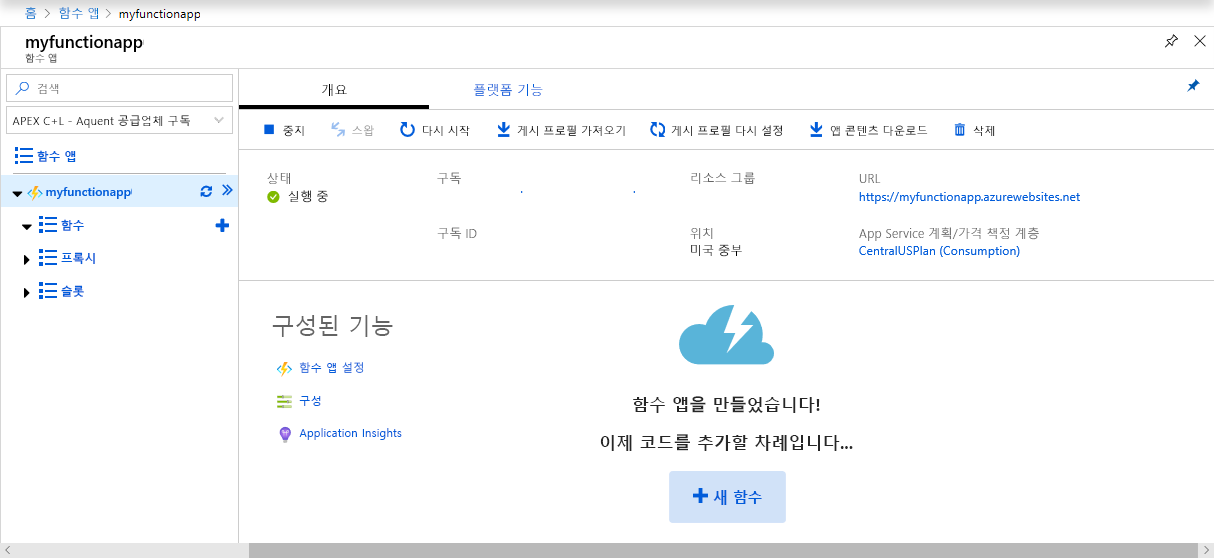 홈 > 함수 앱 > myfunctionapp
myfunctionapp
함수 앱
검색
APEX C+L - Aquent 공급업체 구독
함수 앱
myfunctionapp
함수
프록시
슬롯
개요
플랫폼 기능
중지
스왑
다시 시작
게시 프로필 가져오기
게시 프로필 다시 설정
앱 콘텐츠 다운로드
삭제
상태
실행 중
구독
구독 ID
리소스 그룹
위치
미국 중부
URL
https://myfunctionapp.azurewebsites.net
App Service 계획/가격 책정 계층
CentralUSPlan (Consumption)
구성된 기능
함수 앱 설정
구성
Application Insights
함수 앱을 만들었습니다!
이제 코드를 추가할 차례입니다...
새 함수